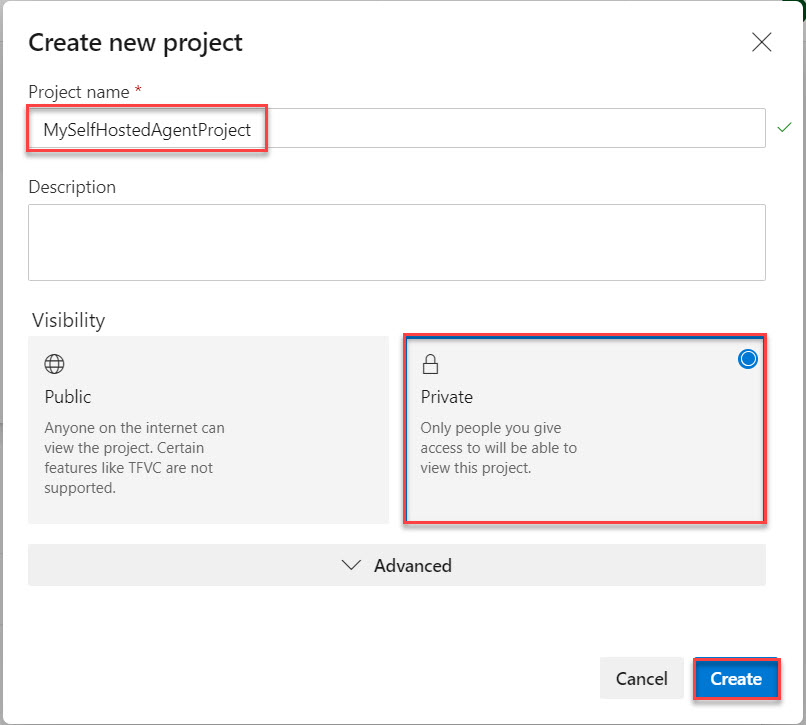 Create new project
Project name *
MySelfHostedAgentProject
Description
Visibility
Public
Anyone on the internet can
view the project. Certain
features like TFVC are not
supported.
Private
Only people you give
access to will be able to
view this project.
Advanced
Cancel
Create